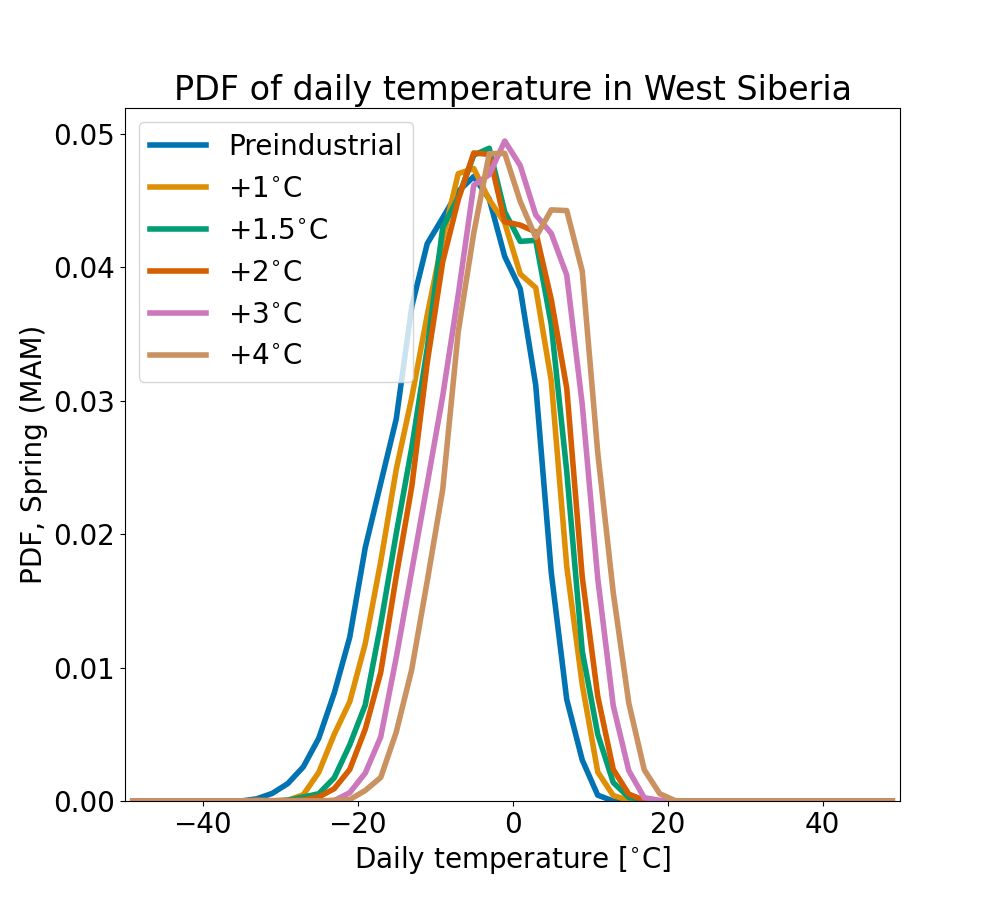 PDF of daily temperature in West Siberia
0.05
0.04
0.03
0.02
0.01
0.00
PDF, Spring (MAM)
Preindustrial
+1°C
+1.5°C
+2°C
+3°C
+4°C
−40 −20 0 20 40
Daily temperature [°C]